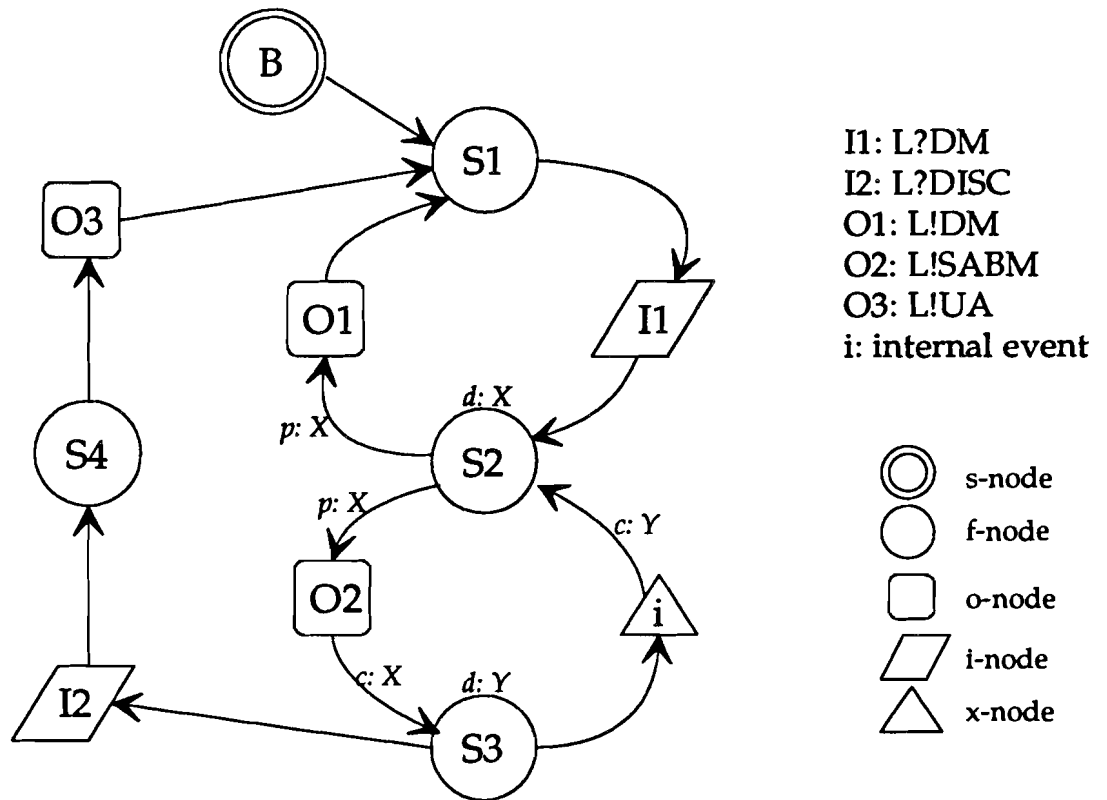 B
S1
O3
O1
I1
d: X
p: X
S2
S4
p: X
c: Y
O2
i
c: X
d: Y
I2
S3
I1: L?DM
I2: L?DISC
O1: L!DM
O2: L!SABM
O3: L!UA
i: internal event
s-node
f-node
o-node
i-node
x-node